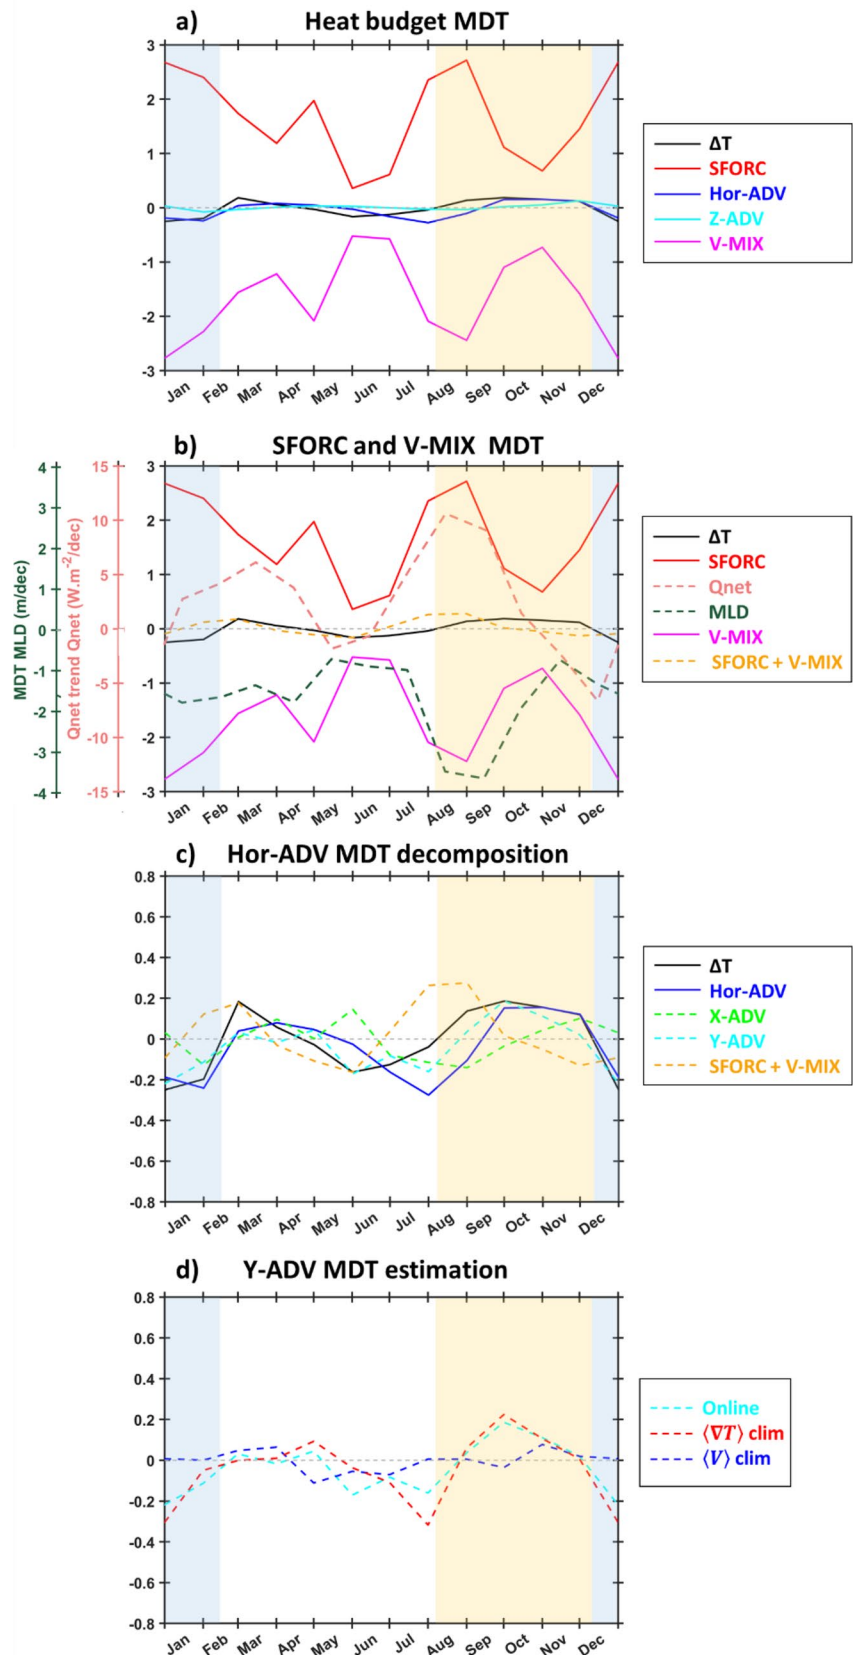 a) Heat budget MDT
3
2
1
0
-1
-2
-3
Jan Feb Mar Apr May Jun Jul Aug Sep Oct Nov Dec
ΔT
SFORC
Hor-ADV
Z-ADV
V-MIX
b) SFORC and V-MIX MDT
MDT MLD (m/dec)
4
3
2
1
0
-1
-2
-3
-4
Qnet trend Qnet (W.m⁻²/dec)
15
10
5
0
-5
-10
-15
3
2
1
0
-1
-2
-3
Jan Feb Mar Apr May Jun Jul Aug Sep Oct Nov Dec
ΔT
SFORC
Qnet
MLD
V-MIX
SFORC + V-MIX
c) Hor-ADV MDT decomposition
0.8
0.6
0.4
0.2
0
-0.2
-0.4
-0.6
-0.8
Jan Feb Mar Apr May Jun Jul Aug Sep Oct Nov Dec
ΔT
Hor-ADV
X-ADV
Y-ADV
SFORC + V-MIX
d) Y-ADV MDT estimation
0.8
0.6
0.4
0.2
0
-0.2
-0.4
-0.6
-0.8
Jan Feb Mar Apr May Jun Jul Aug Sep Oct Nov Dec
Online
⟨∇T⟩ clim
⟨V⟩ clim